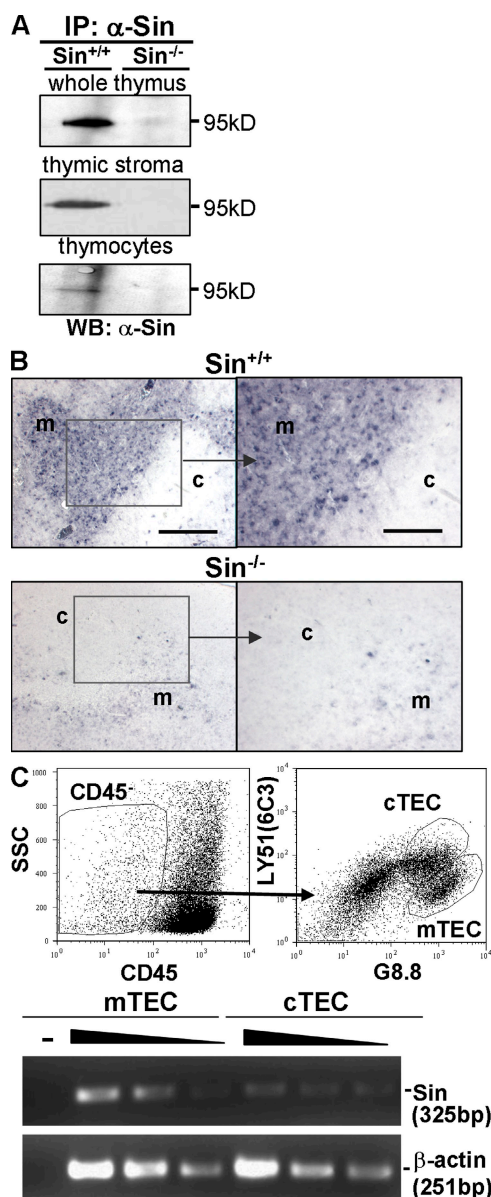 A
IP: α-Sin
Sin+/+ Sin-/-
whole thymus
95kD
thymic stroma
95kD
thymocytes
95kD
WB: α-Sin
B
Sin+/+
m
c
m
c
Sin-/-
c
m
c
m
C
CD45-
SSC
1000
800
600
400
200
0
10^0 10^1 10^2 10^3 10^4
CD45
LY51(6C3)
10^4
10^3
10^2
10^1
10^0
cTEC
mTEC
10^0 10^1 10^2 10^3 10^4
G8.8
mTEC cTEC
-
-Sin
(325bp)
-β-actin
(251bp)